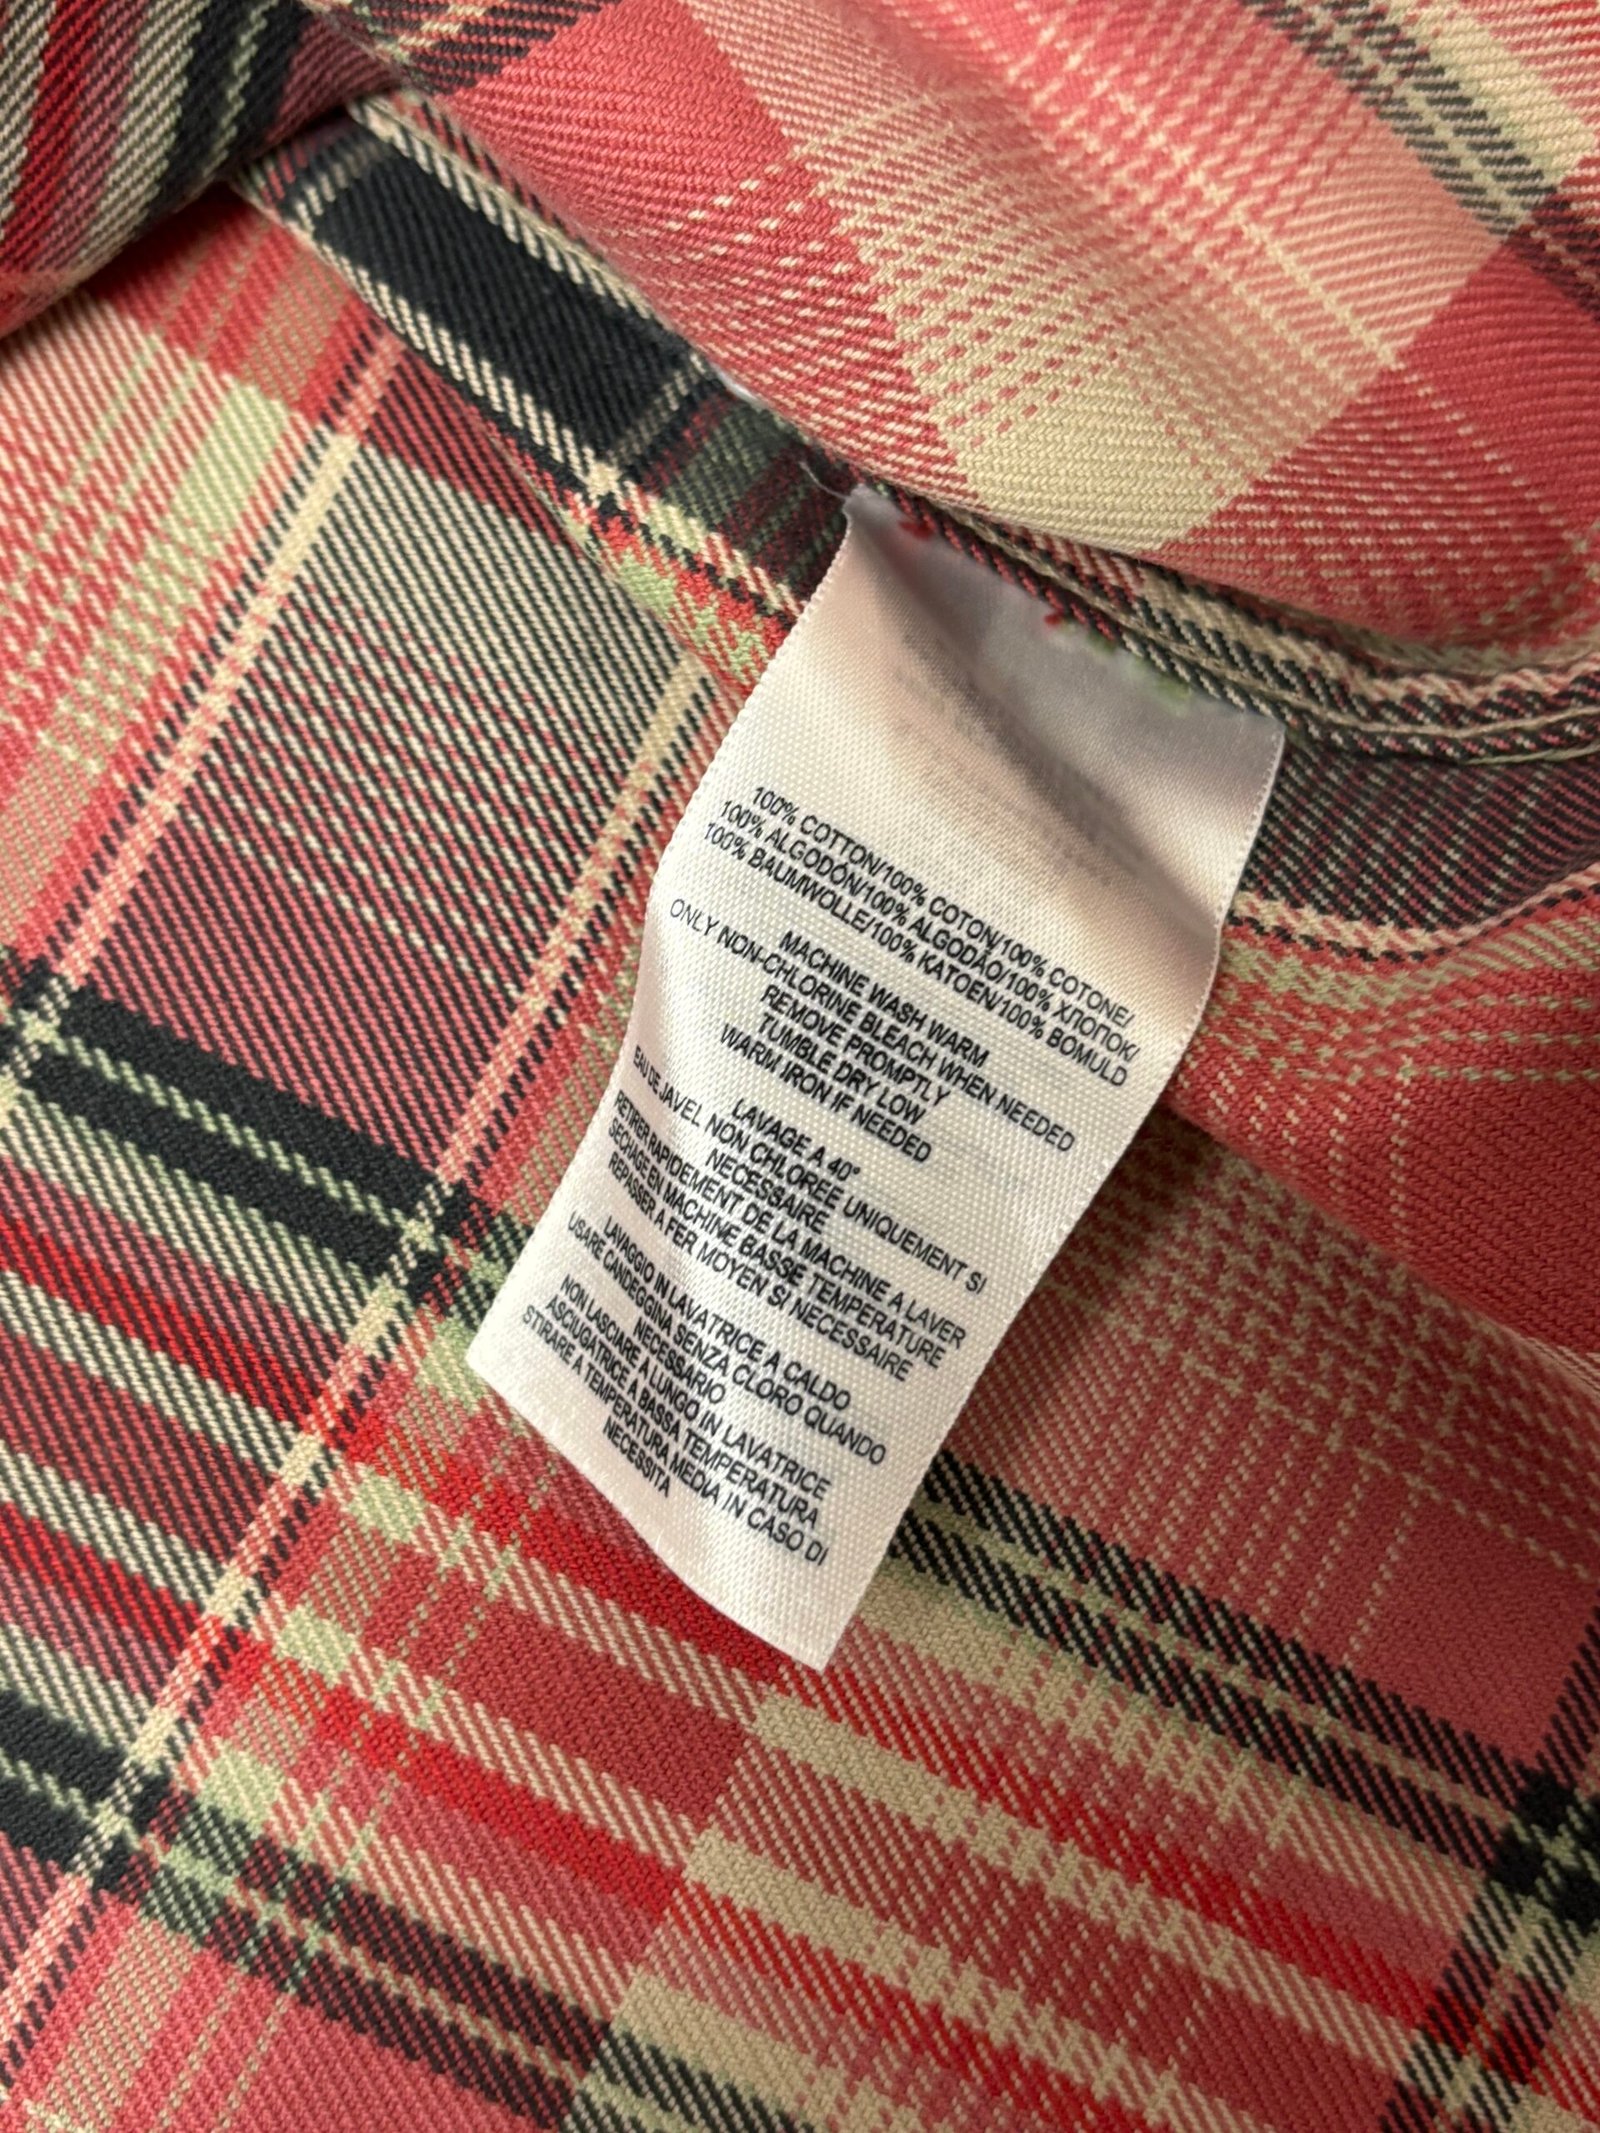 100% COTTON/100% COTON/100% COTONE/
100% ALGODÓN/100% ALGODÃO/100% ХЛОПОК/
100% BAUMWOLLE/100% KATOEN/100% BOMULD
MACHINE WASH WARM
ONLY NON-CHLORINE BLEACH WHEN NEEDED
REMOVE PROMPTLY
TUMBLE DRY LOW
WARM IRON IF NEEDED
LAVAGE A 40°
EAU DE JAVEL NON CHLOREE UNIQUEMENT SI
NECESSAIRE
RETIRER RAPIDEMENT DE LA MACHINE A LAVER
SECHAGE EN MACHINE BASSE TEMPERATURE
REPASSER A FER MOYEN SI NECESSAIRE
LAVAGGIO IN LAVATRICE A CALDO
USARE CANDEGGINA SENZA CLORO QUANDO
NECESSARIO
NON LASCIARE A LUNGO IN LAVATRICE
ASCIUGATRICE A BASSA TEMPERATURA
STIRARE A TEMPERATURA MEDIA IN CASO DI
NECESSITA